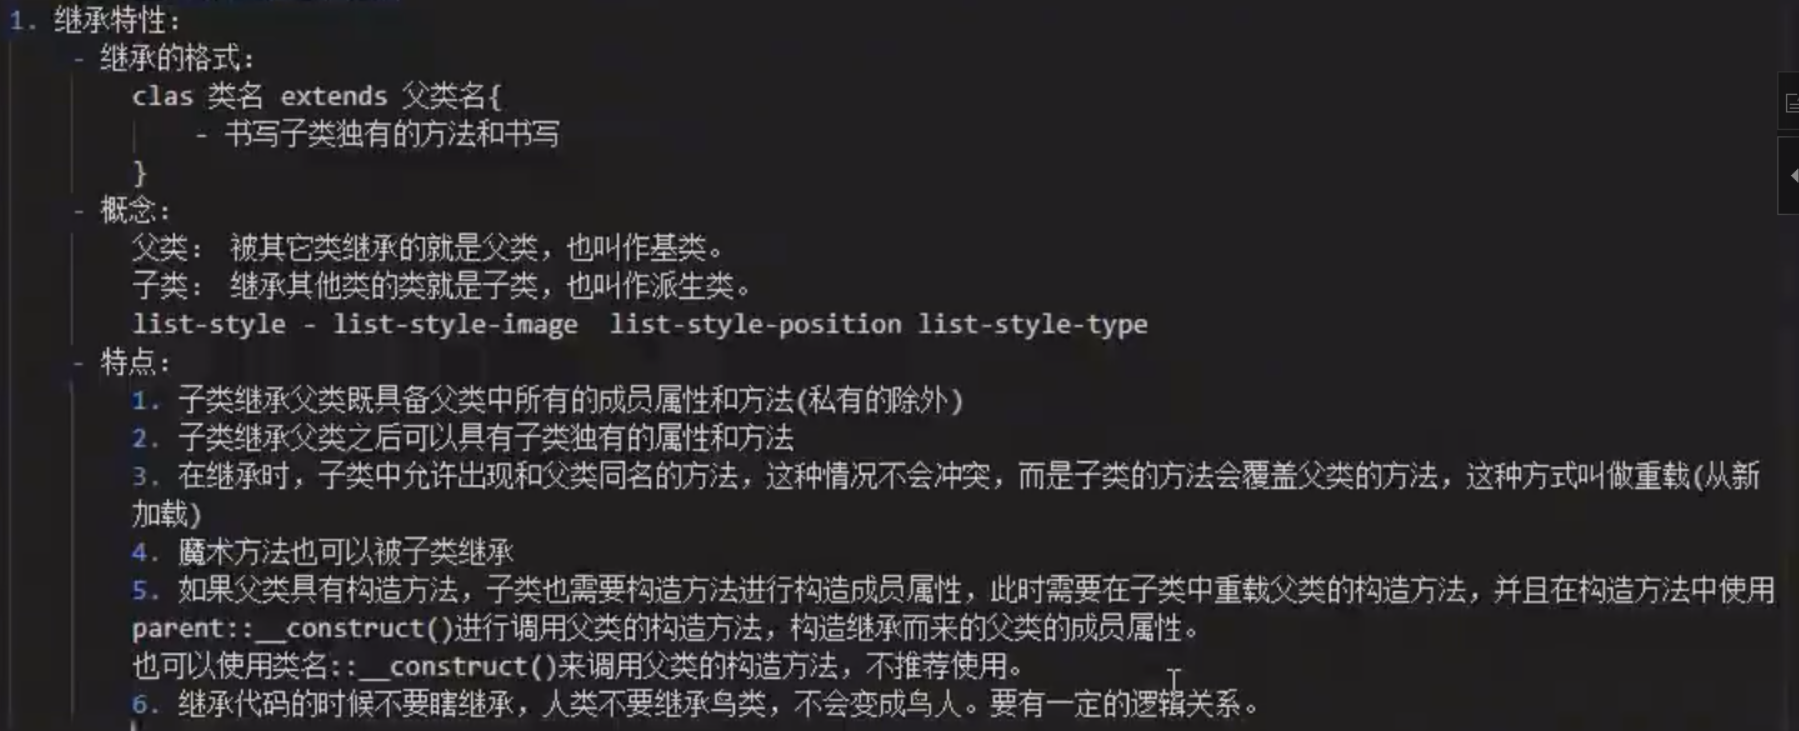 1. 继承特性:
- 继承的格式:
clas 类名 extends 父类名{
- 书写子类独有的方法和书写
}
- 概念:
父类: 被其它类继承的就是父类，也叫作基类。
子类: 继承其他类的类就是子类，也叫作派生类。
list-style - list-style-image list-style-position list-style-type
- 特点:
1. 子类继承父类既具备父类中所有的成员属性和方法(私有的除外)
2. 子类继承父类之后可以具有子类独有的属性和方法
3. 在继承时，子类中允许出现和父类同名的方法，这种情况不会冲突，而是子类的方法会覆盖父类的方法，这种方式叫做重载(从新
加载)
4. 魔术方法也可以被子类继承
5. 如果父类具有构造方法，子类也需要构造方法进行构造成员属性，此时需要在子类中重载父类的构造方法，并且在构造方法中使用
parent::__construct()进行调用父类的构造方法，构造继承而来的父类的成员属性。
也可以使用类名::__construct()来调用父类的构造方法，不推荐使用。
6. 继承代码的时候不要瞎继承，人类不要继承鸟类，不会变成鸟人。要有一定的逻辑关系。